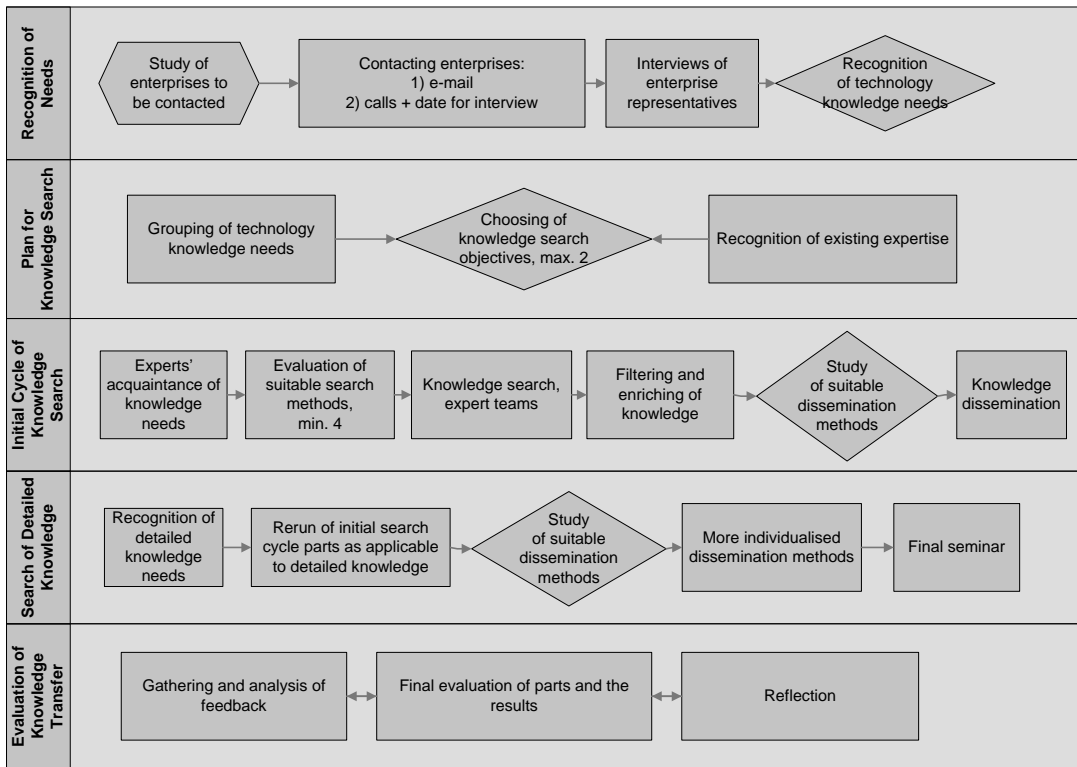 Recognition of
Needs
Study of
enterprises to
be contacted
Contacting enterprises:
1) e-mail
2) calls + date for interview
Interviews of
enterprise
representatives
Recognition
of technology
knowledge needs
Plan for
Knowledge Search
Grouping of technology
knowledge needs
Choosing of
knowledge search
objectives, max. 2
Recognition of existing expertise
Initial Cycle of
Knowledge
Search
Experts'
acquaintance of
knowledge
needs
Evaluation of
suitable search
methods,
min. 4
Knowledge search,
expert teams
Filtering and
enriching of
knowledge
Study
of suitable
dissemination
methods
Knowledge
dissemination
Search of Detailed
Knowledge
Recognition of
detailed
knowledge
needs
Rerun of initial search
cycle parts as applicable
to detailed knowledge
Study
of suitable
dissemination
methods
More individualised
dissemination methods
Final seminar
Evaluation of
Knowledge
Transfer
Gathering and analysis of
feedback
Final evaluation of parts and the
results
Reflection